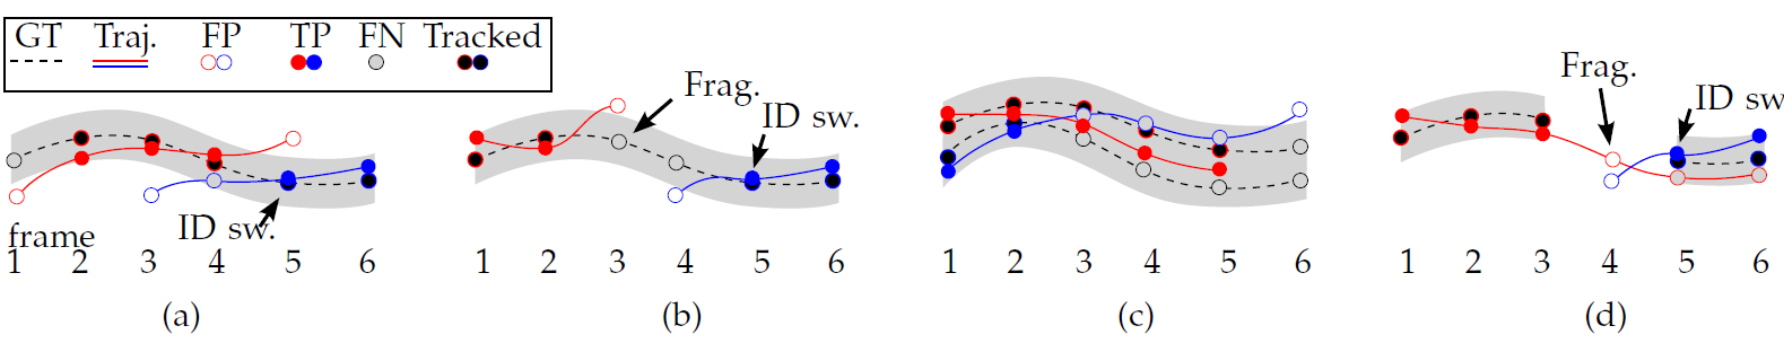 GT Traj. FP TP FN Tracked
Frag.
ID sw.
ID sw.
frame
1 2 3 4 5 6
(a)
1 2 3 4 5 6
(b)
1 2 3 4 5 6
(c)
Frag.
ID sw
1 2 3 4 5 6
(d)